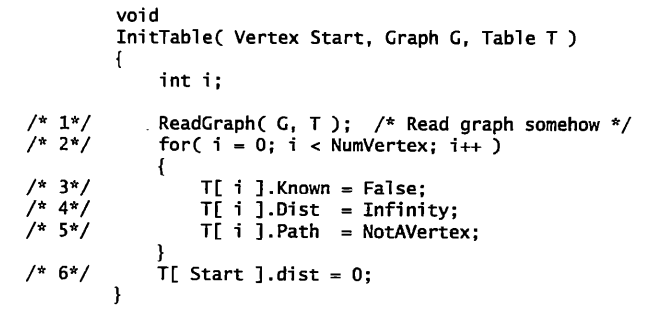 void
InitTable( Vertex Start, Graph G, Table T )
{
int i;
/* 1*/ ReadGraph( G, T ); /* Read graph somehow */
/* 2*/ for( i = 0; i < NumVertex; i++ )
{
/* 3*/ T[ i ].Known = False;
/* 4*/ T[ i ].Dist = Infinity;
/* 5*/ T[ i ].Path = NotAVertex;
}
/* 6*/ T[ Start ].dist = 0;
}